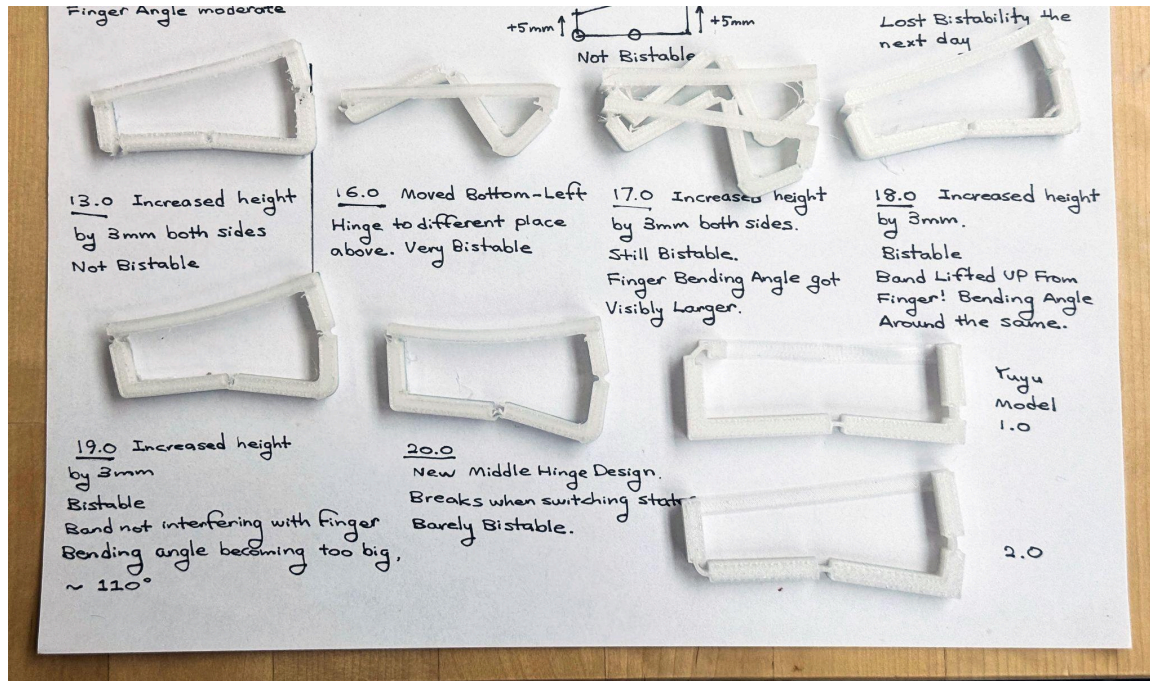 Finger Angle moderate
+5mm
+5mm
Not Bistable
Lost Bistability the
next day
13.0 Increased height
by 3mm both sides
Not Bistable
16.0 Moved Bottom-Left
Hinge to different place
above. Very Bistable
17.0 Increased height
by 3mm both sides.
Still Bistable.
Finger Bending Angle got
Visibly Larger.
18.0 Increased height
by 3mm.
Bistable
Band Lifted UP From
Finger! Bending Angle
Around the same.
19.0 Increased height
by 3mm
Bistable
Band not interfering with Finger
Bending angle becoming too big,
~ 110°
20.0
New Middle Hinge Design.
Breaks when switching state
Barely Bistable.
Yuyu
Model
1.0
2.0